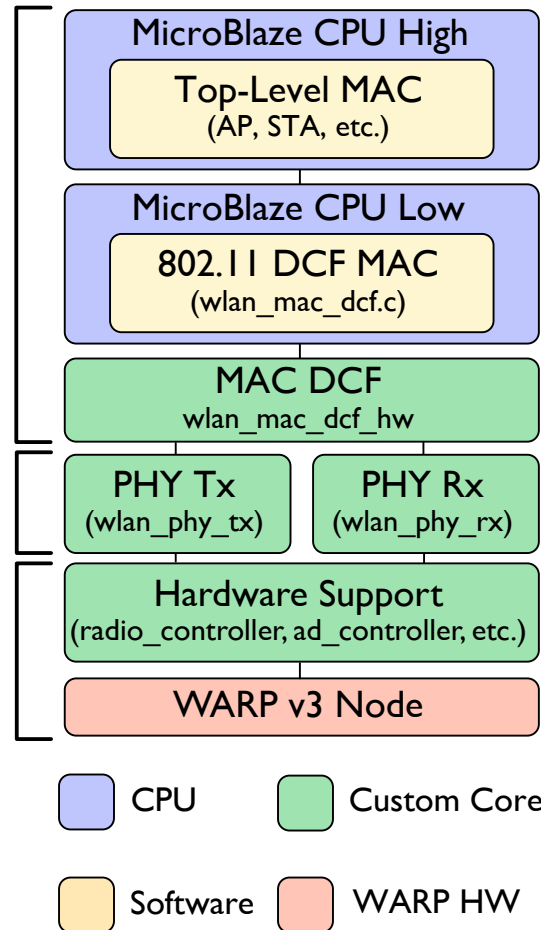 MicroBlaze CPU High
Top-Level MAC
(AP, STA, etc.)
MicroBlaze CPU Low
802.11 DCF MAC
(wlan_mac_dcf.c)
MAC DCF
wlan_mac_dcf_hw
PHY Tx
(wlan_phy_tx)
PHY Rx
(wlan_phy_rx)
Hardware Support
(radio_controller, ad_controller, etc.)
WARP v3 Node
CPU
Custom Core
Software
WARP HW